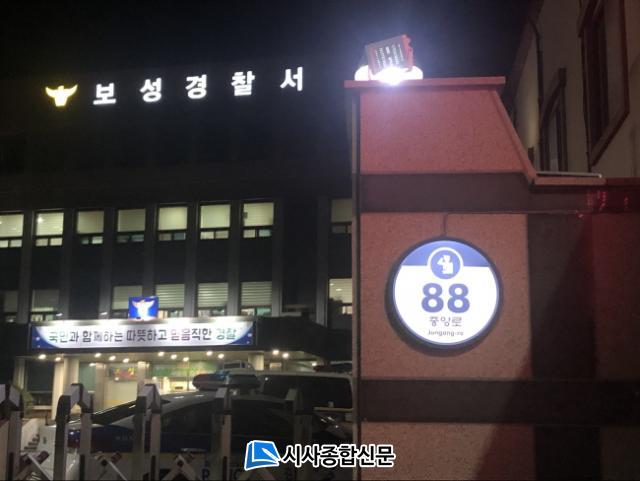 보성경찰서
국민과 함께하는 따뜻하고 믿음직한 경찰
88
중앙로
Jungang-ro
시사종합신문